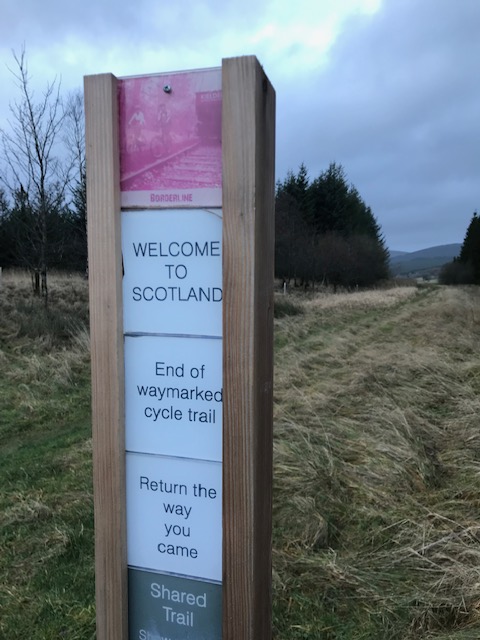 BORDERLINE
WELCOME
TO
SCOTLAND
End of
waymarked
cycle trail
Return the
way
you
came
Shared
Trail